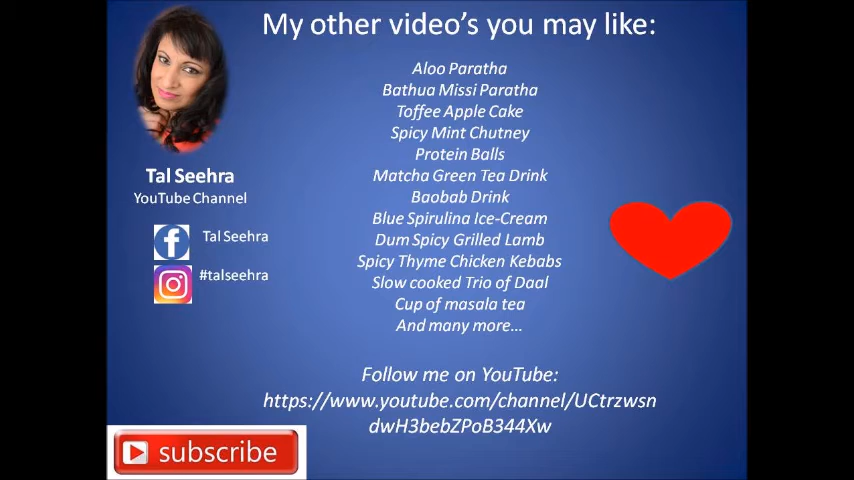 My other video's you may like:
Aloo Paratha
Bathua Missi Paratha
Toffee Apple Cake
Spicy Mint Chutney
Protein Balls
Matcha Green Tea Drink
Baobab Drink
Blue Spirulina Ice-Cream
Dum Spicy Grilled Lamb
Spicy Thyme Chicken Kebabs
Slow cooked Trio of Daal
Cup of masala tea
And many more...
Tal Seehra
YouTube Channel
Tal Seehra
#talseehra
Follow me on YouTube:
https://www.youtube.com/channel/UCtrzwsn
dwH3bebZPoB344Xw
subscribe